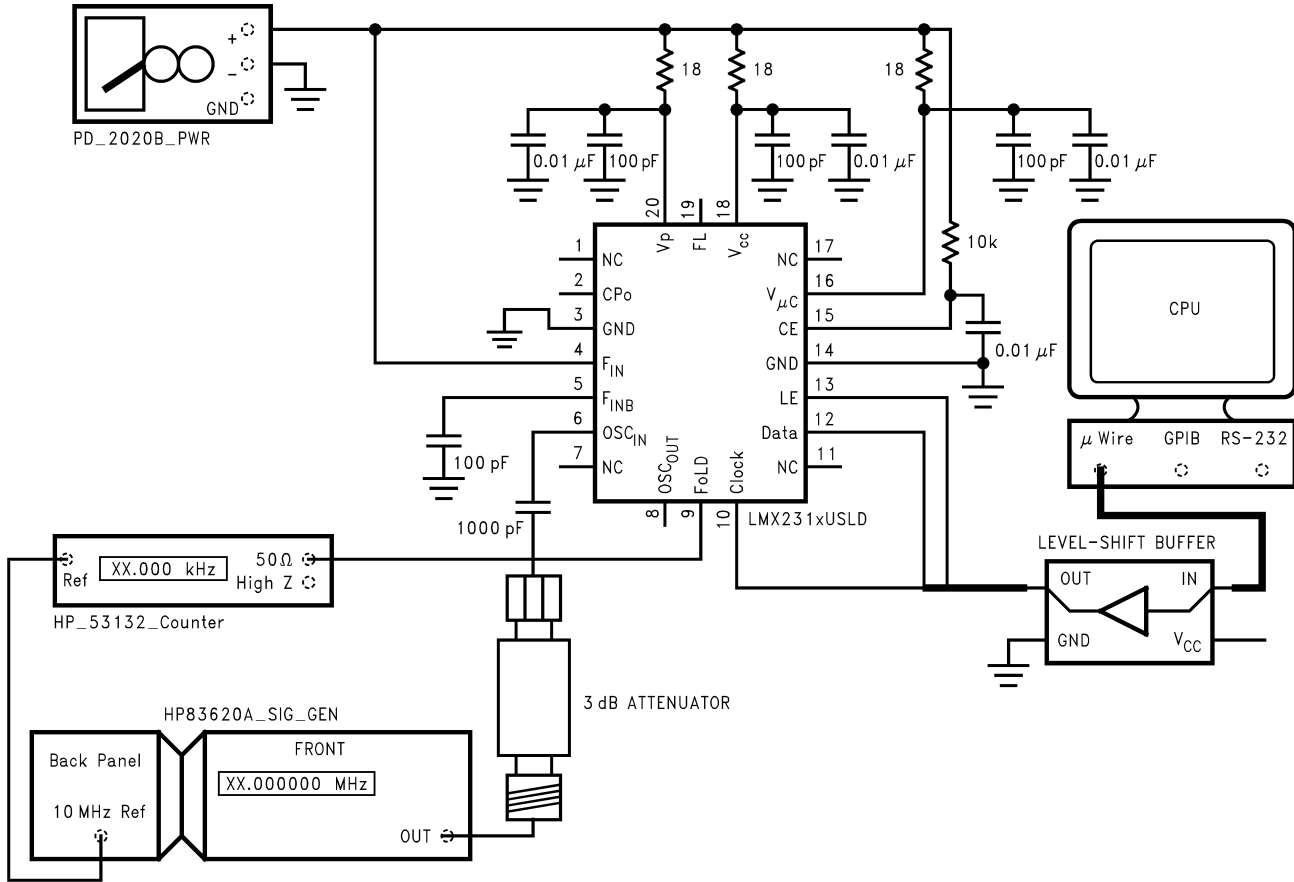 +
−
GND
PD_2020B_PWR
18
18
18
0.01 μF
100 pF
100 pF
0.01 μF
100 pF
0.01 μF
20
19
18
Vp
FL
VCC
1
NC
2
CPo
3
GND
4
FIN
5
FINB
6
OSCIN
7
NC
17
NC
16
VμC
15
CE
14
GND
13
LE
12
Data
11
NC
OSCOUT
FoLD
Clock
8
9
10
LMX231xUSLD
10k
0.01 μF
CPU
μ Wire
GPIB
RS-232
100 pF
1000 pF
LEVEL-SHIFT BUFFER
OUT
IN
GND
VCC
Ref
XX.000 kHz
50Ω
High Z
HP_53132_Counter
3 dB ATTENUATOR
HP83620A_SIG_GEN
Back Panel
10 MHz Ref
FRONT
XX.000000 MHz
OUT